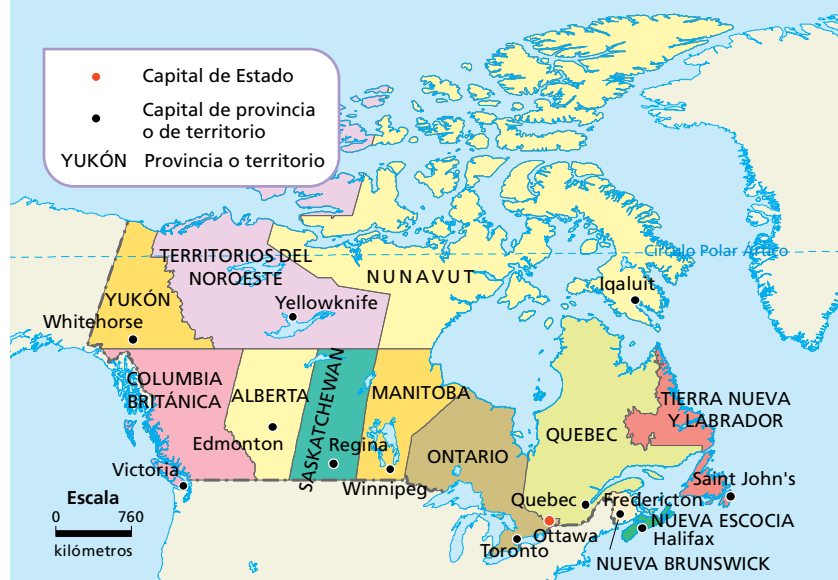 Capital de Estado
Capital de provincia
o de territorio
YUKÓN Provincia o territorio
Círculo Polar Ártico
TERRITORIOS DEL
NOROESTE
NUNAVUT
Iqaluit
YUKÓN
Yellowknife
Whitehorse
COLUMBIA
BRITÁNICA
ALBERTA
SASKATCHEWAN
MANITOBA
TIERRA NUEVA
Y LABRADOR
Edmonton
Regina
ONTARIO
QUEBEC
Victoria
Winnipeg
Saint John's
Quebec
Fredericton
Ottawa
NUEVA ESCOCIA
Halifax
Toronto
NUEVA BRUNSWICK
Escala
0 760
kilómetros